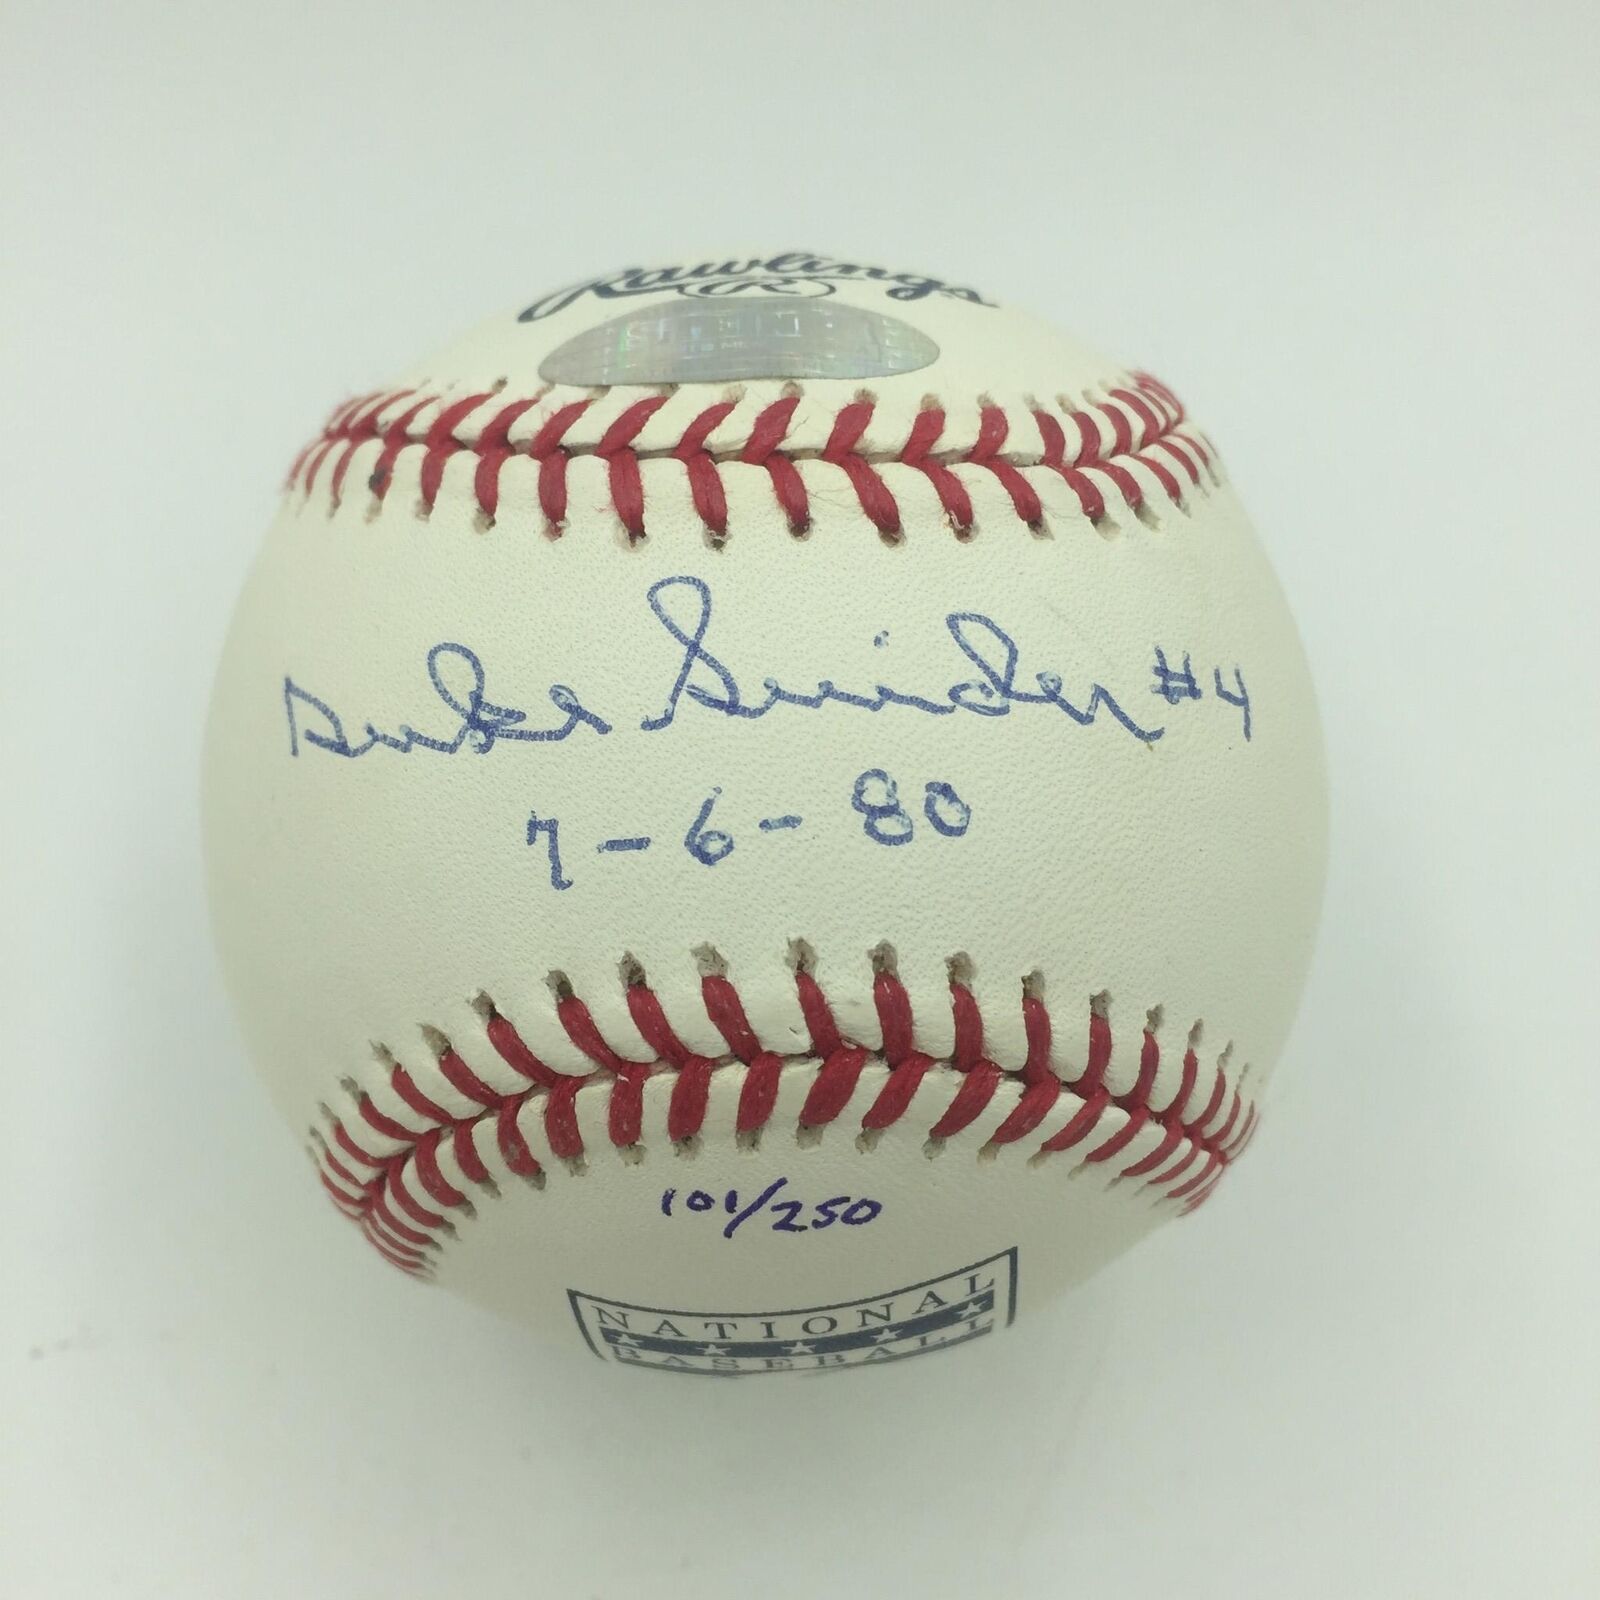 Rawlings
R
Duke Snider #4
7-6-80
101/250
NATIONAL
BASEBALL